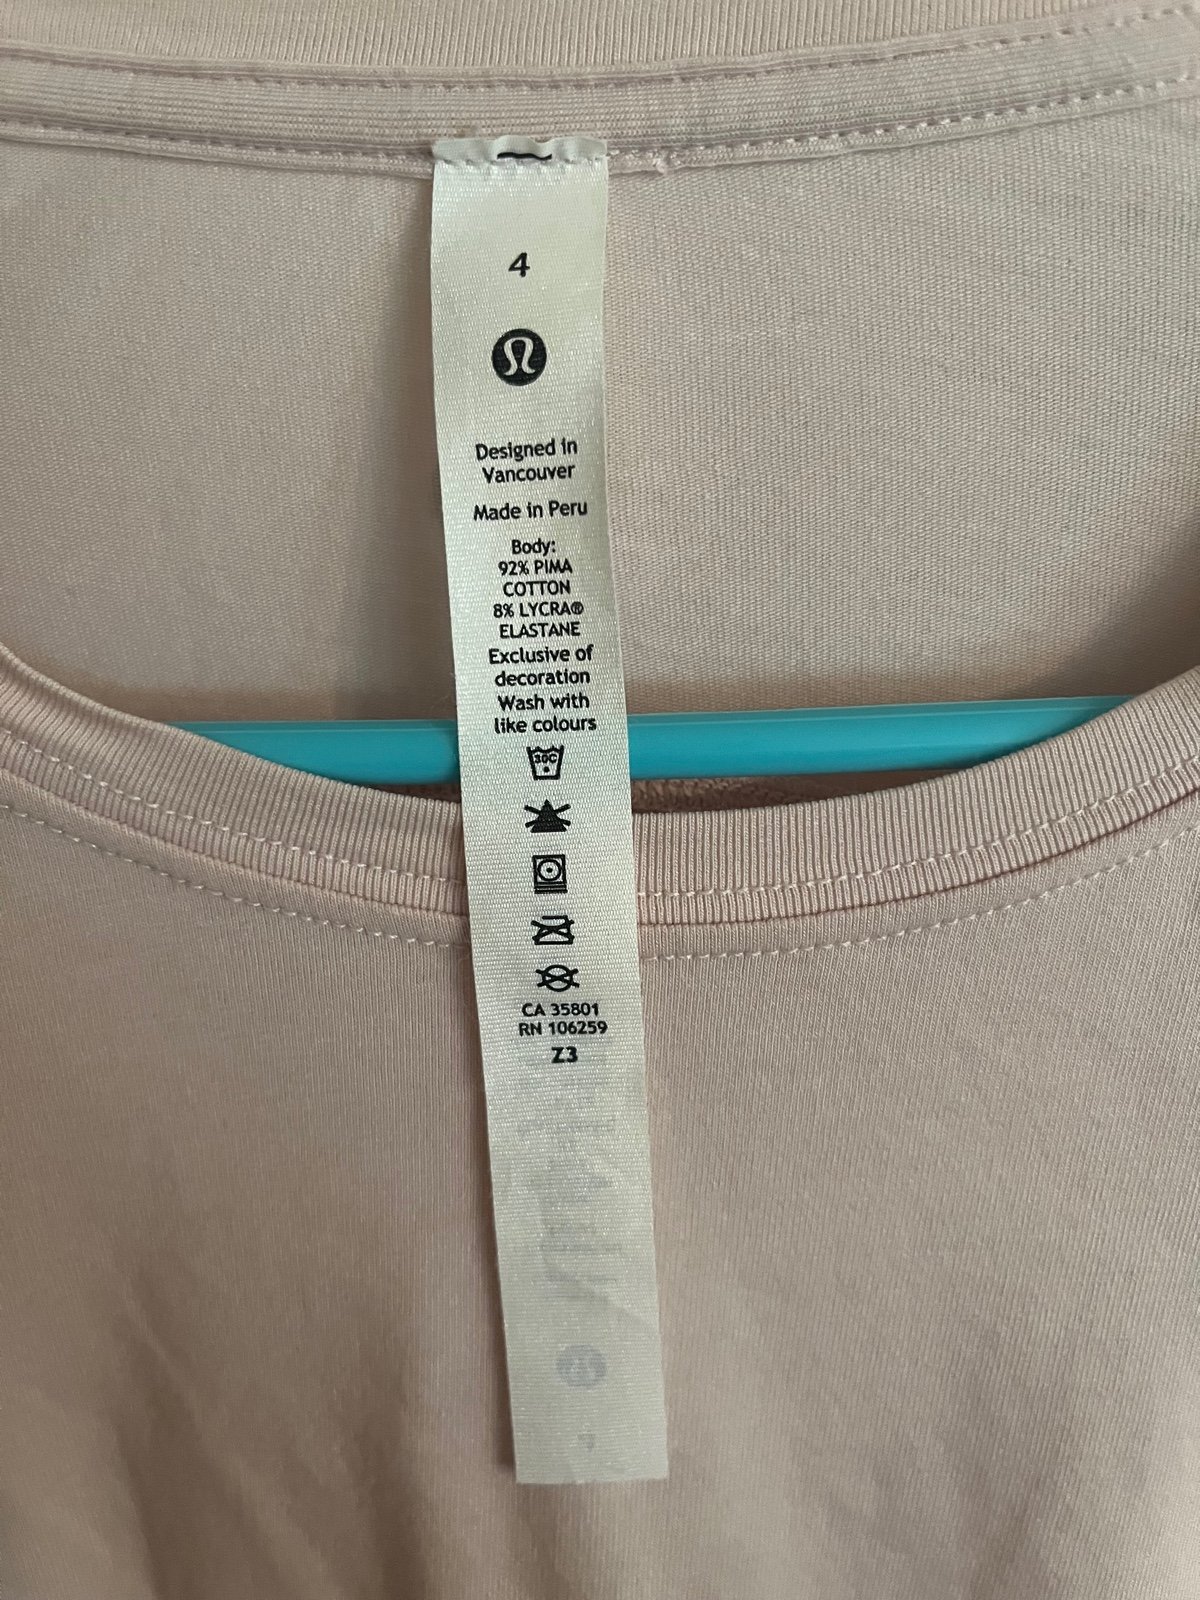 4
Designed in
Vancouver
Made in Peru
Body:
92% PIMA
COTTON
8% LYCRA®
ELASTANE
Exclusive of
decoration
Wash with
like colours
30C
CA 35801
RN 106259
Z3